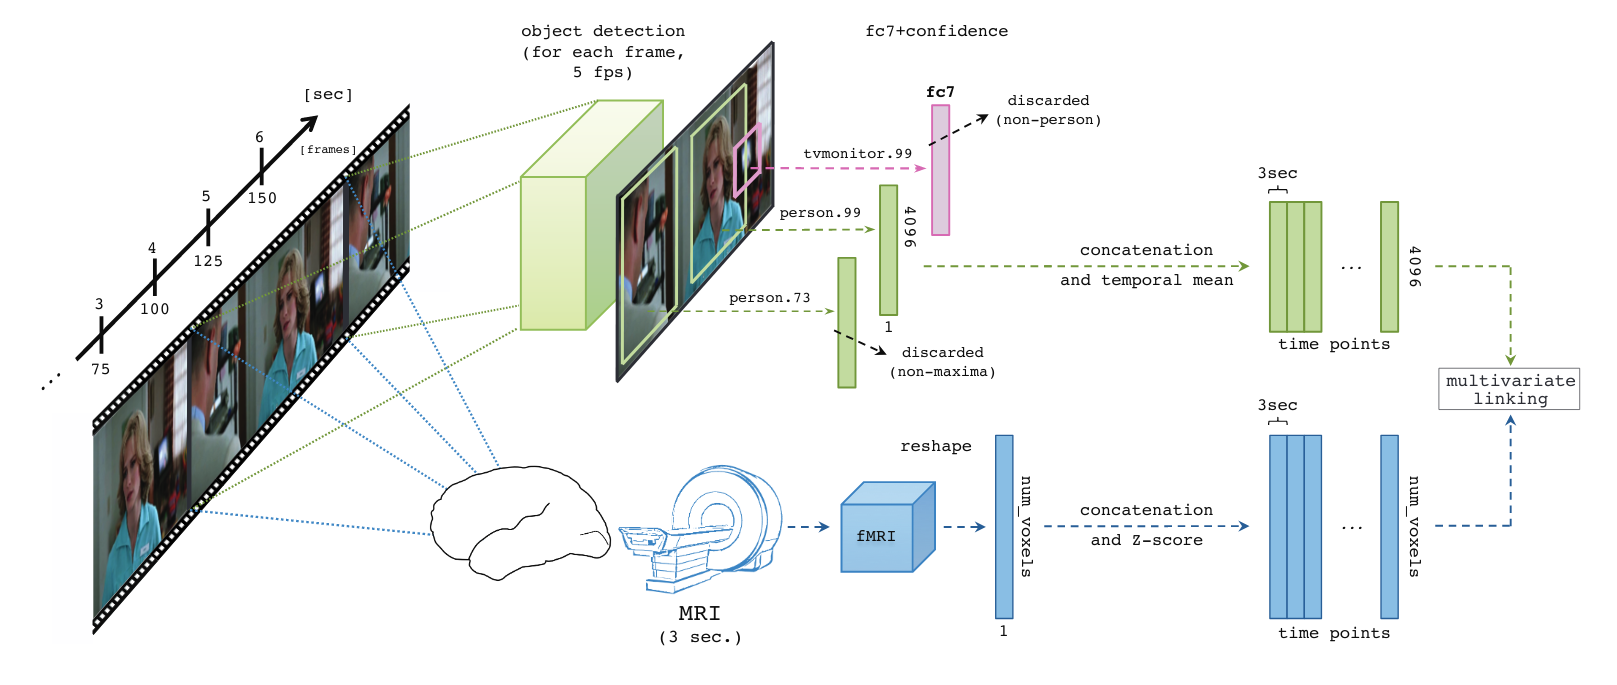 object detection
(for each frame,
5 fps)
fc7+confidence
[sec]
[frames]
6
150
5
125
4
100
3
75
...
fc7
discarded
(non-person)
tvmonitor.99
person.99
4096
1
person.73
discarded
(non-maxima)
concatenation
and temporal mean
3sec
...
4096
time points
multivariate
linking
MRI
(3 sec.)
fMRI
reshape
num_voxels
1
concatenation
and Z-score
3sec
...
num_voxels
time points